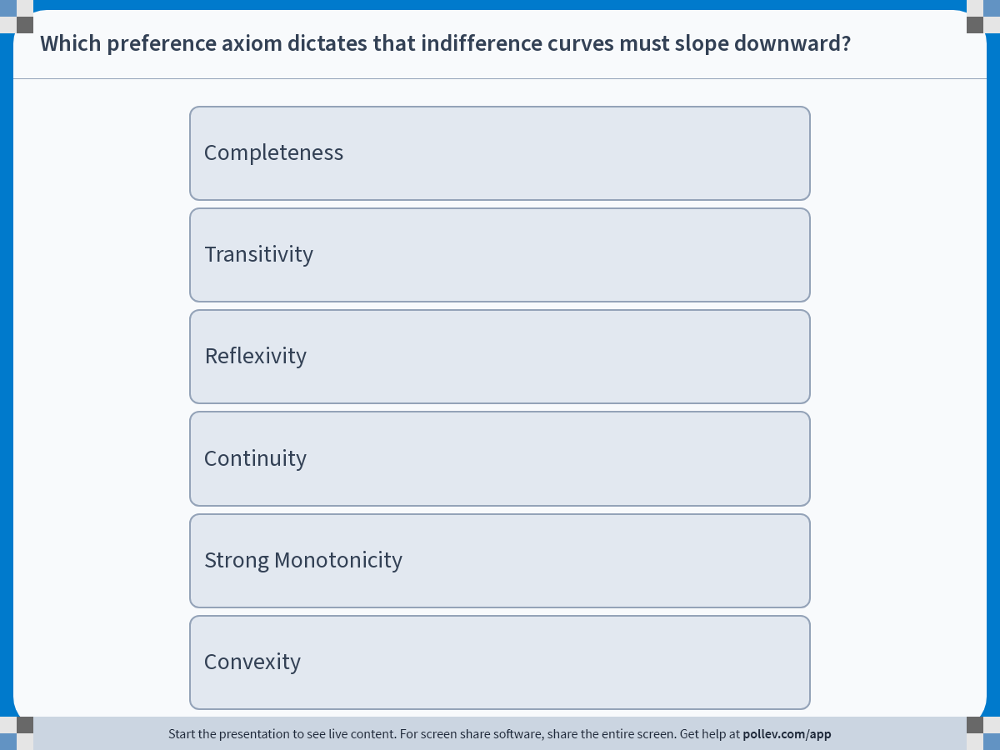 Which preference axiom dictates that indifference curves must slope downward?
Completeness
Transitivity
Reflexivity
Continuity
Strong Monotonicity
Convexity
Start the presentation to see live content. For screen share software, share the entire screen. Get help at pollev.com/app